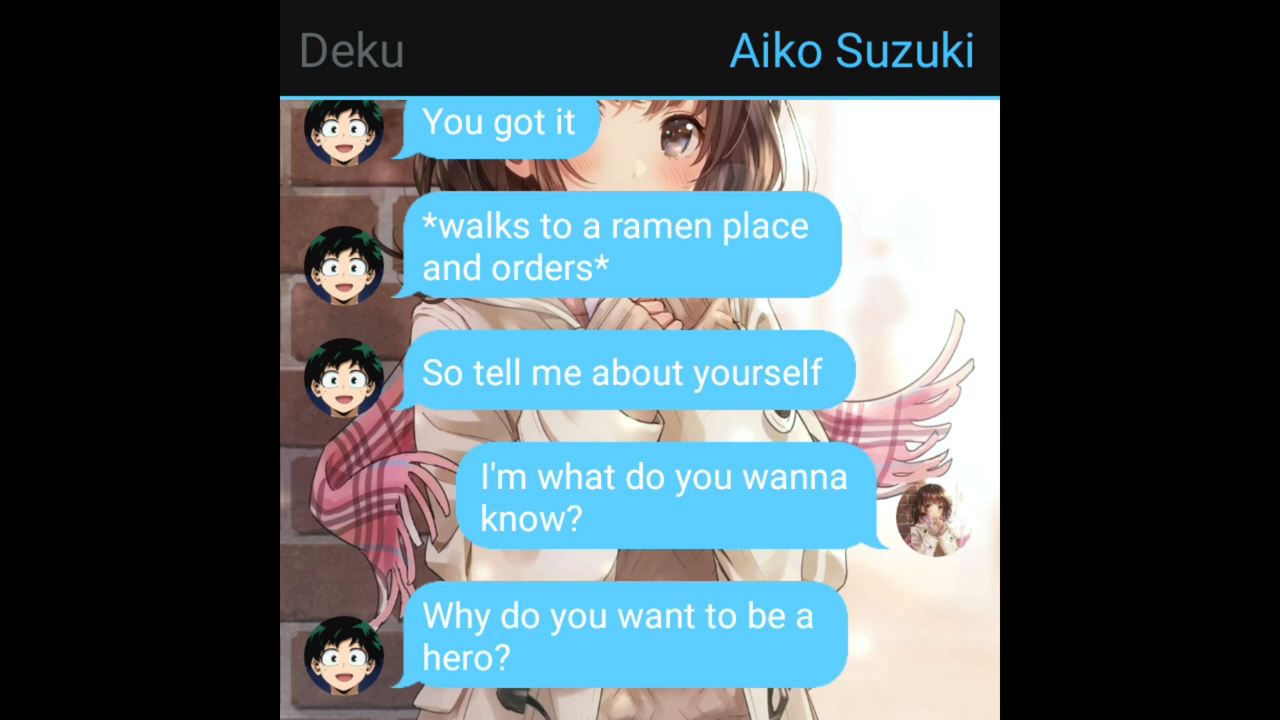 Deku
Aiko Suzuki
You got it
*walks to a ramen place
and orders*
So tell me about yourself
I'm what do you wanna
know?
Why do you want to be a
hero?